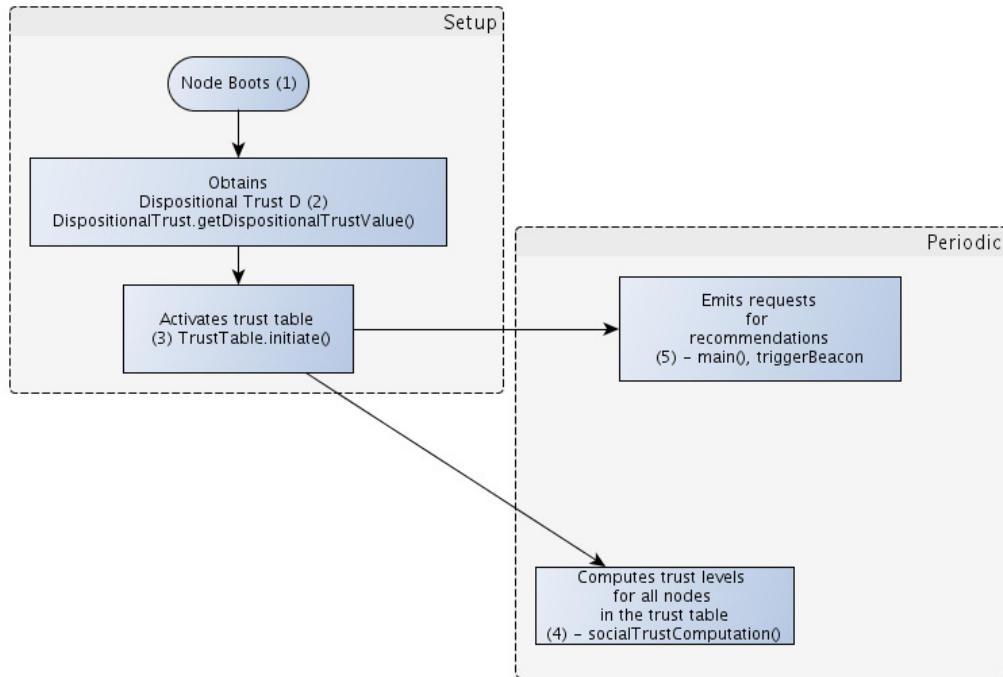 Setup
Node Boots (1)
Obtains
Dispositional Trust D (2)
DispositionalTrust.getDispositionalTrustValue()
Activates trust table
(3) TrustTable.initiate()
Periodic
Emits requests
for
recommendations
(5) – main(), triggerBeacon
Computes trust levels
for all nodes
in the trust table
(4) – socialTrustComputation()